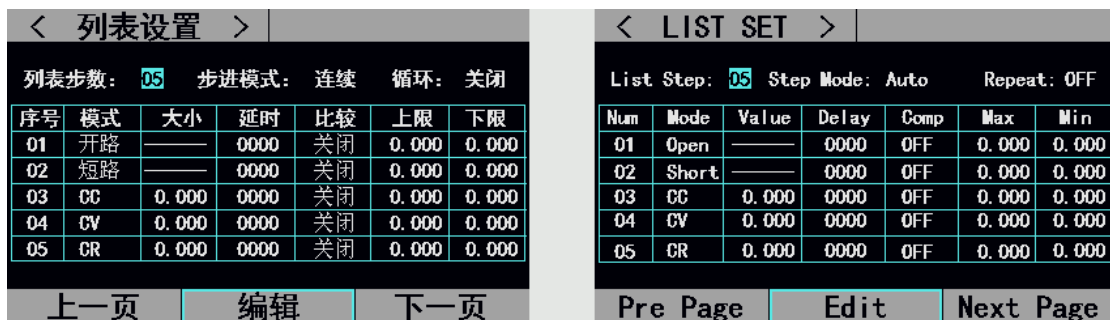 < 列表设置 >
列表步数: 05 步进模式: 连续 循环: 关闭
序号 模式 大小 延时 比较 上限 下限
01 开路 ——— 0000 关闭 0.000 0.000
02 短路 ——— 0000 关闭 0.000 0.000
03 CC 0.000 0000 关闭 0.000 0.000
04 CV 0.000 0000 关闭 0.000 0.000
05 CR 0.000 0000 关闭 0.000 0.000
上一页 编辑 下一页
< LIST SET >
List Step: 05 Step Mode: Auto Repeat: OFF
Num Mode Value Delay Comp Max Min
01 Open ——— 0000 OFF 0.000 0.000
02 Short ——— 0000 OFF 0.000 0.000
03 CC 0.000 0000 OFF 0.000 0.000
04 CV 0.000 0000 OFF 0.000 0.000
05 CR 0.000 0000 OFF 0.000 0.000
Pre Page Edit Next Page